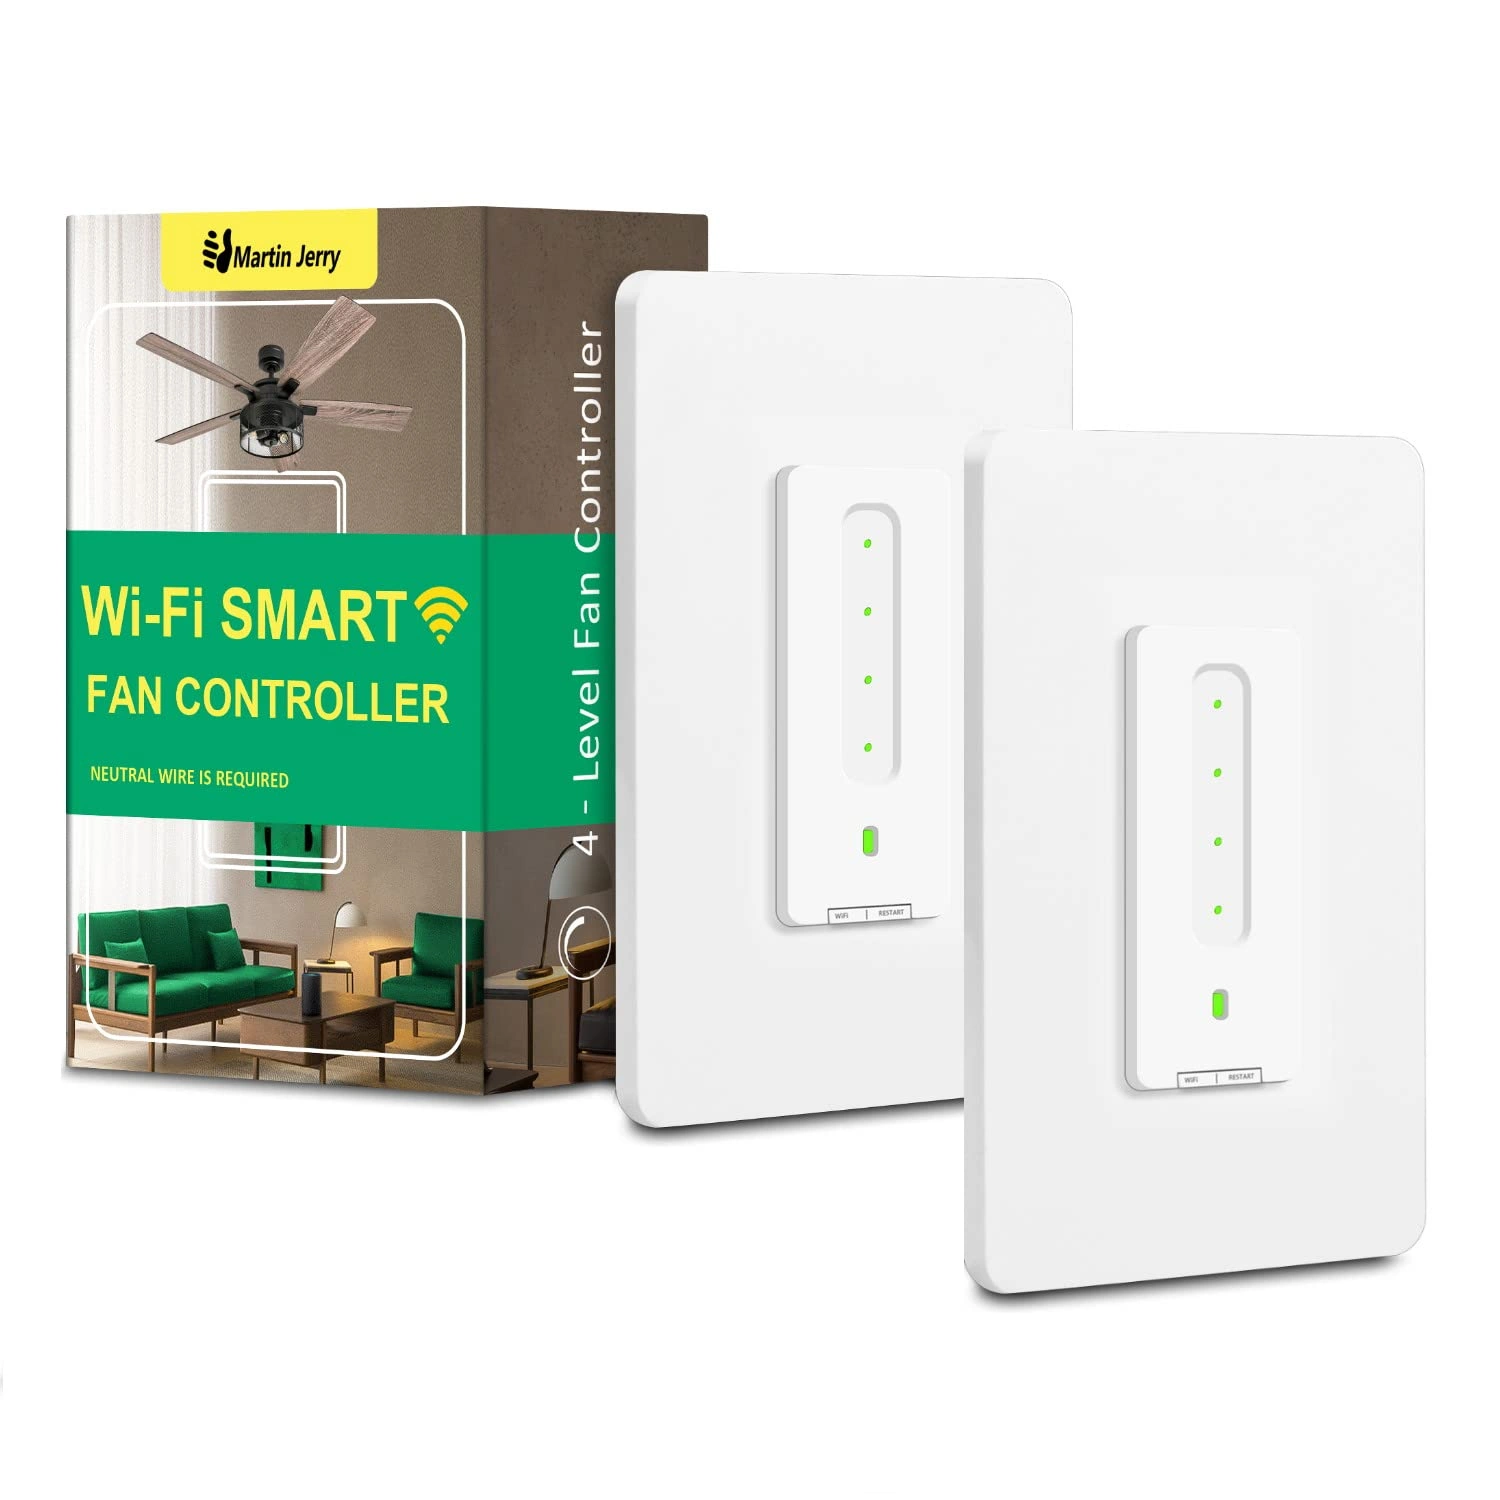 Martin Jerry
Wi-Fi SMART
FAN CONTROLLER
NEUTRAL WIRE IS REQUIRED
4 - Level Fan Controller
WiFi | RESTART
WiFi | RESTART